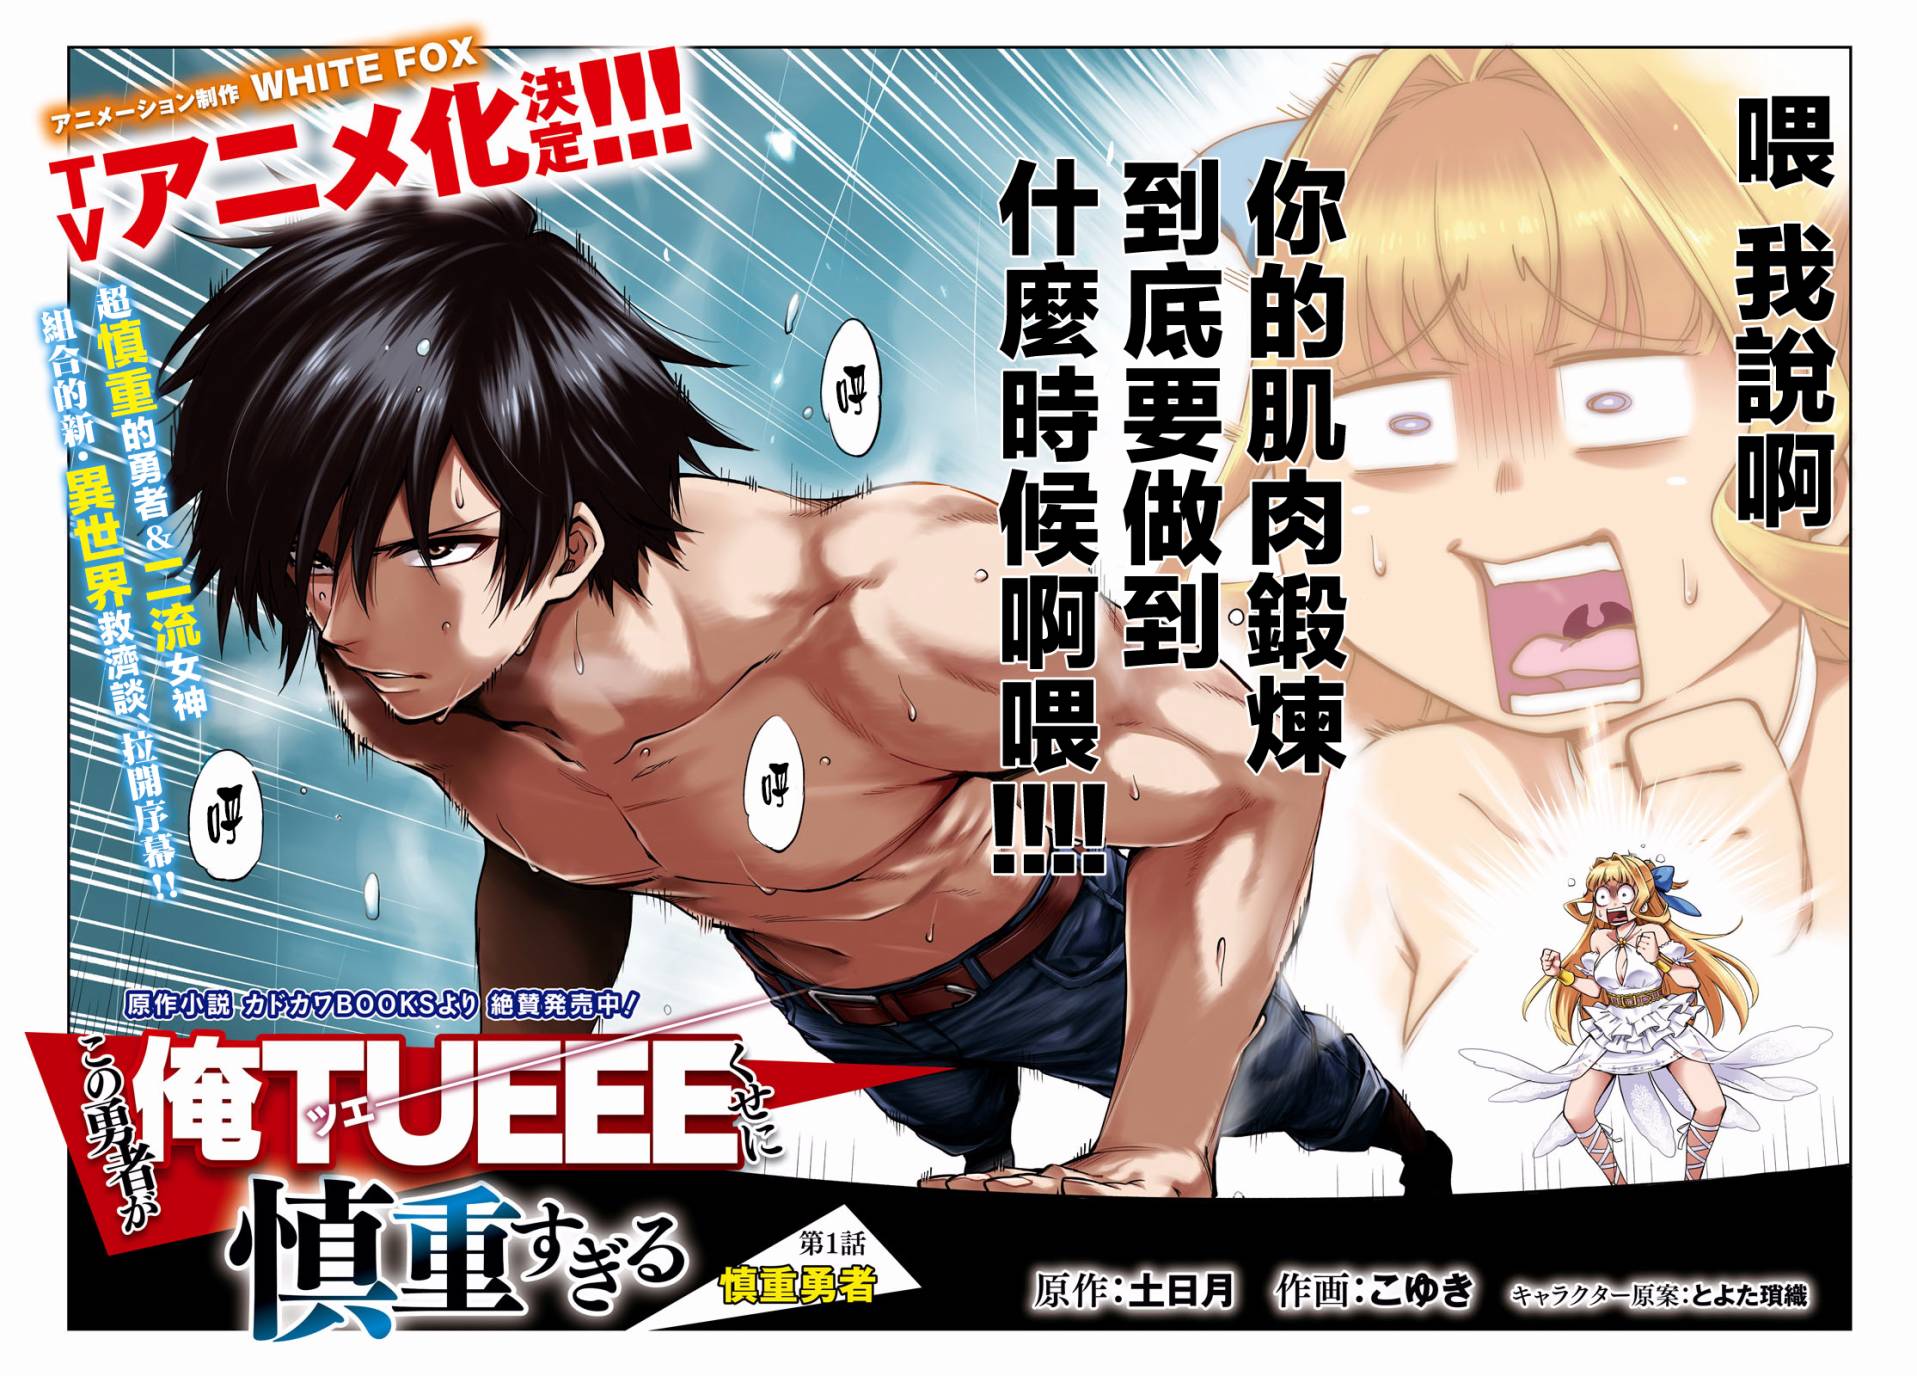 喂 我說啊
你的肌肉鍛煉
到底要做到
什麼時候啊喂!!!!
アニメーション制作 WHITE FOX
TVアニメ化決定!!!
超慎重的勇者&二流女神
組合的新·異世界救濟談、拉開序幕!!
呼
呼
呼
原作小説 カドカワBOOKSより 絶賛発売中!
この勇者が
俺TUEEE
ツエー
くせに
慎重すぎる
第1話
慎重勇者
原作:土日月 作画:こゆき キャラクター原案:とよた瑣織